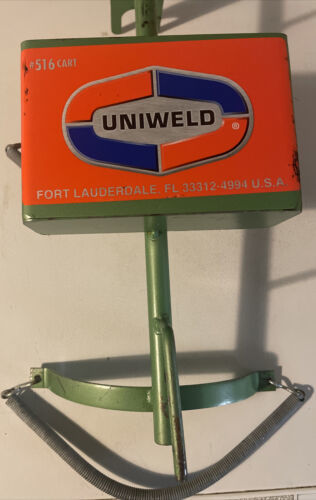 #516 CART
UNIWELD
®
FORT LAUDERDALE, FL 33312-4994 U.S.A